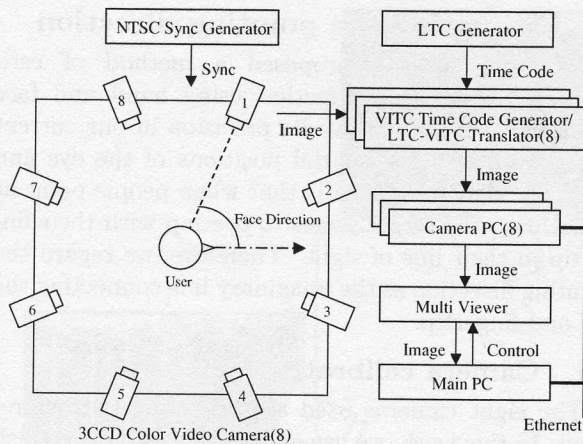 NTSC Sync Generator
LTC Generator
Sync
Time Code
8
1
Image
VITC Time Code Generator/
LTC-VITC Translator(8)
7
2
Image
Face Direction
Camera PC(8)
User
Image
6
3
Multi Viewer
Image
Control
5
4
Main PC
3CCD Color Video Camera(8)
Ethernet